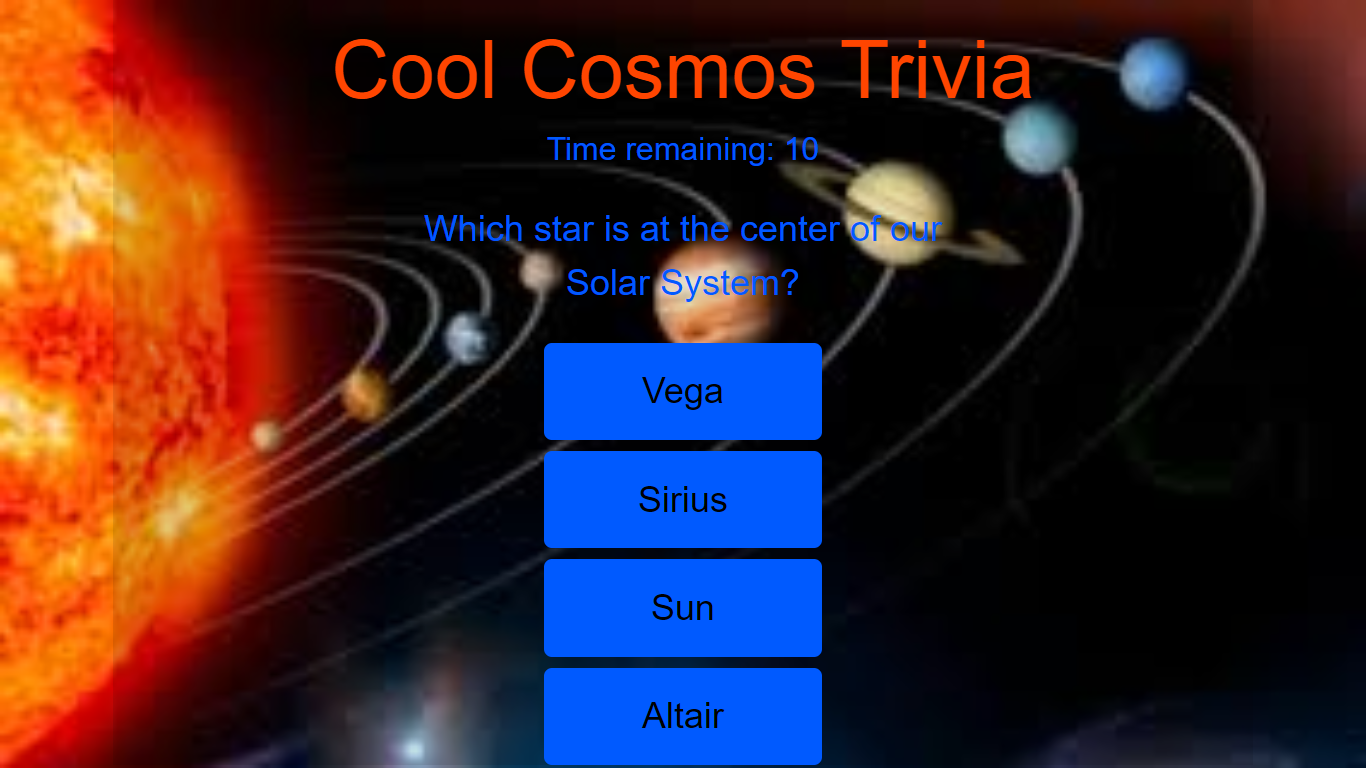 Cool Cosmos Trivia
Time remaining: 10
Which star is at the center of our
Solar System?
Vega
Sirius
Sun
Altair